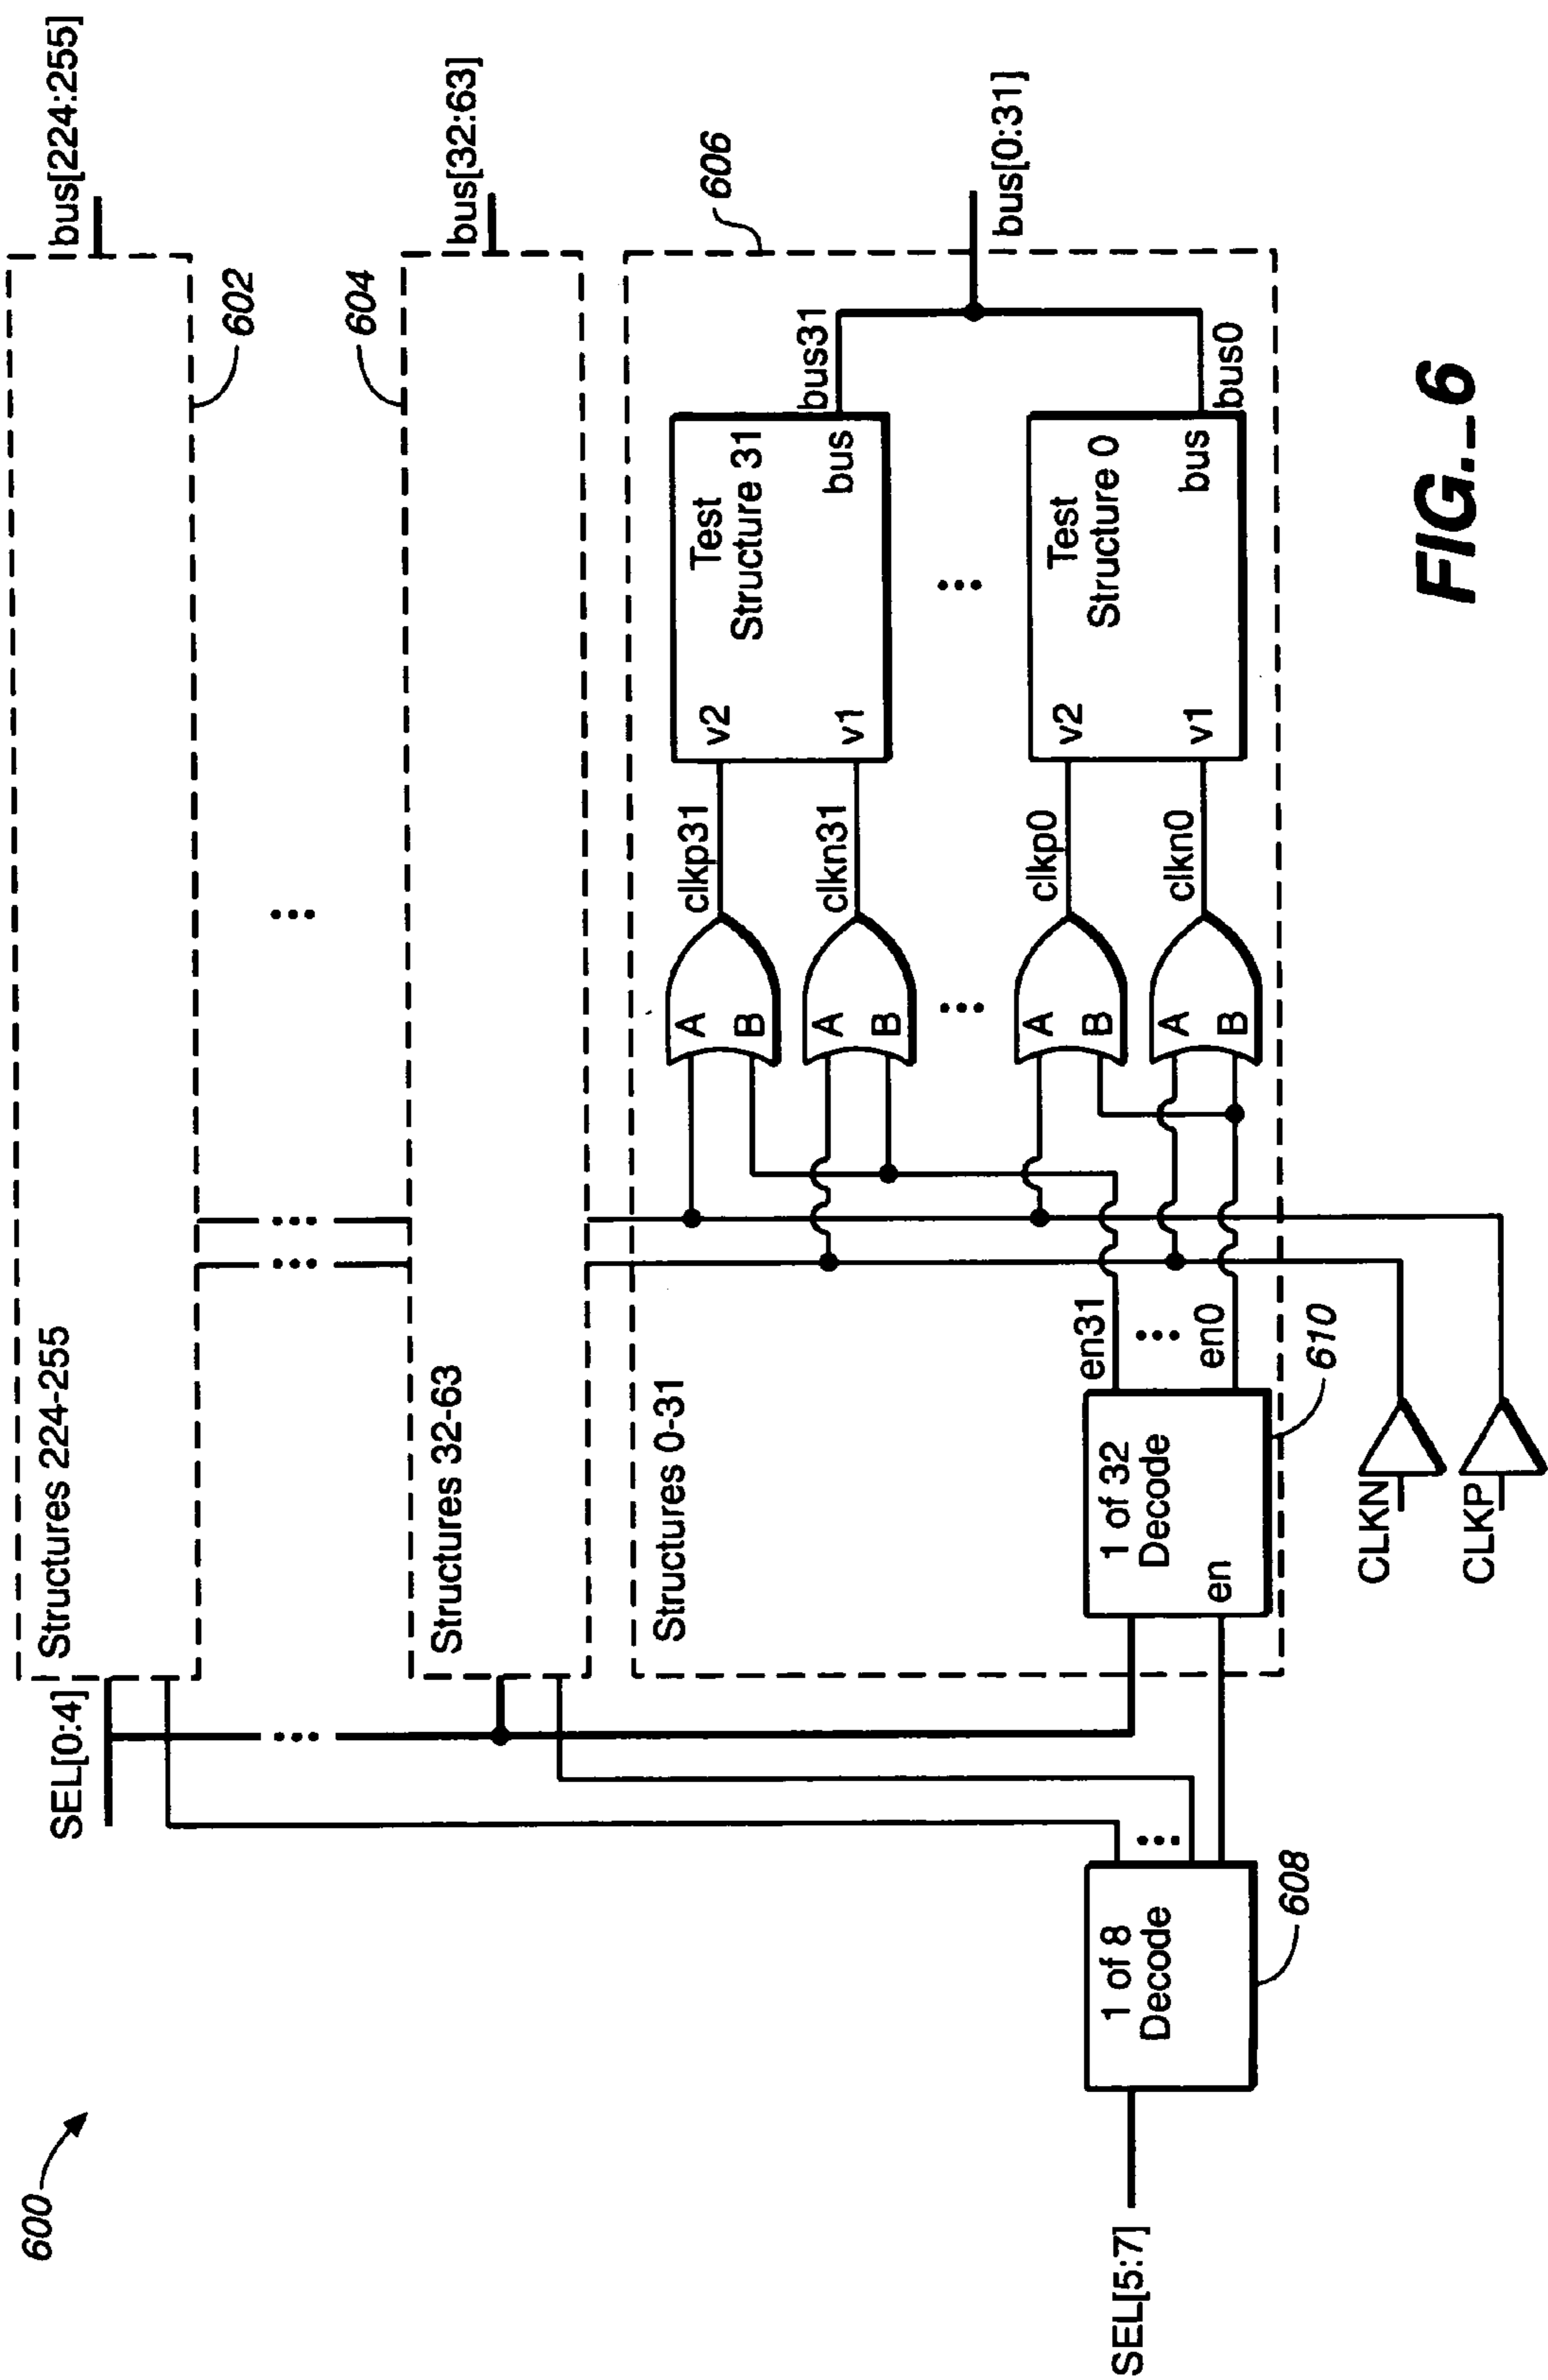 600
SEL[0:4]
Structures 224-255
bus[224:255]
602
...
...
...
...
604
Structures 32-63
bus[32:63]
606
Structures 0-31
SEL[5:7]
1 of 8
Decode
608
...
1 of 32
Decode
en
610
en31
...
en0
A
B
clkp31
A
B
clkn31
...
A
B
clkp0
A
B
clkn0
v2
v1
Test
Structure 31
bus
bus31
...
v2
v1
Test
Structure 0
bus
bus0
bus[0:31]
CLKN
CLKP
FIG._6